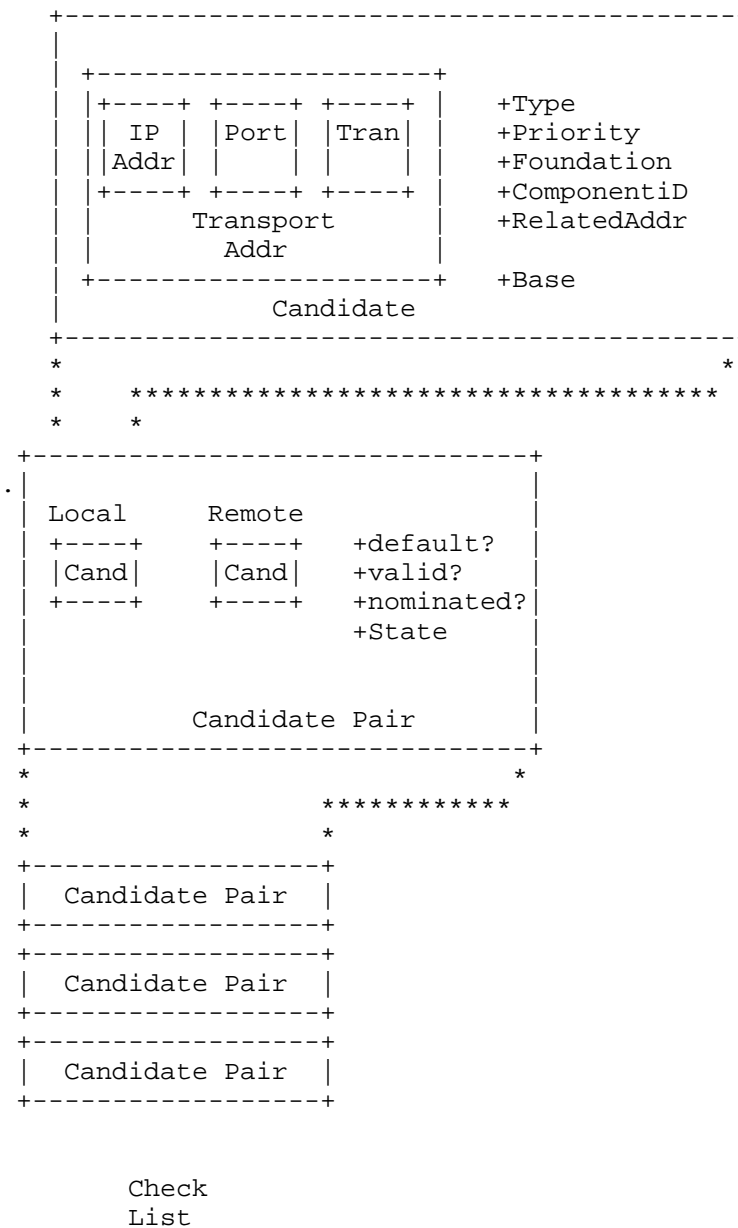 +------------------------------------------
|
| +---------------------+
| |+----+ +----+ +----+ |   +Type
| || IP | |Port| |Tran| |   +Priority
| ||Addr| |    | |    | |   +Foundation
| |+----+ +----+ +----+ |   +ComponentiD
| |      Transport      |   +RelatedAddr
| |        Addr         |
| +---------------------+   +Base
|             Candidate
+------------------------------------------
*                                         *
*    *************************************
*    *
+-------------------------------+
.|                               |
| Local     Remote              |
| +----+    +----+   +default?  |
| |Cand|    |Cand|   +valid?    |
| +----+    +----+   +nominated?|
|                    +State     |
|                               |
|                               |
|          Candidate Pair       |
+-------------------------------+
*                              *
*                  ************
*                  *
+------------------+
|  Candidate Pair  |
+------------------+
+------------------+
|  Candidate Pair  |
+------------------+
+------------------+
|  Candidate Pair  |
+------------------+
Check
List